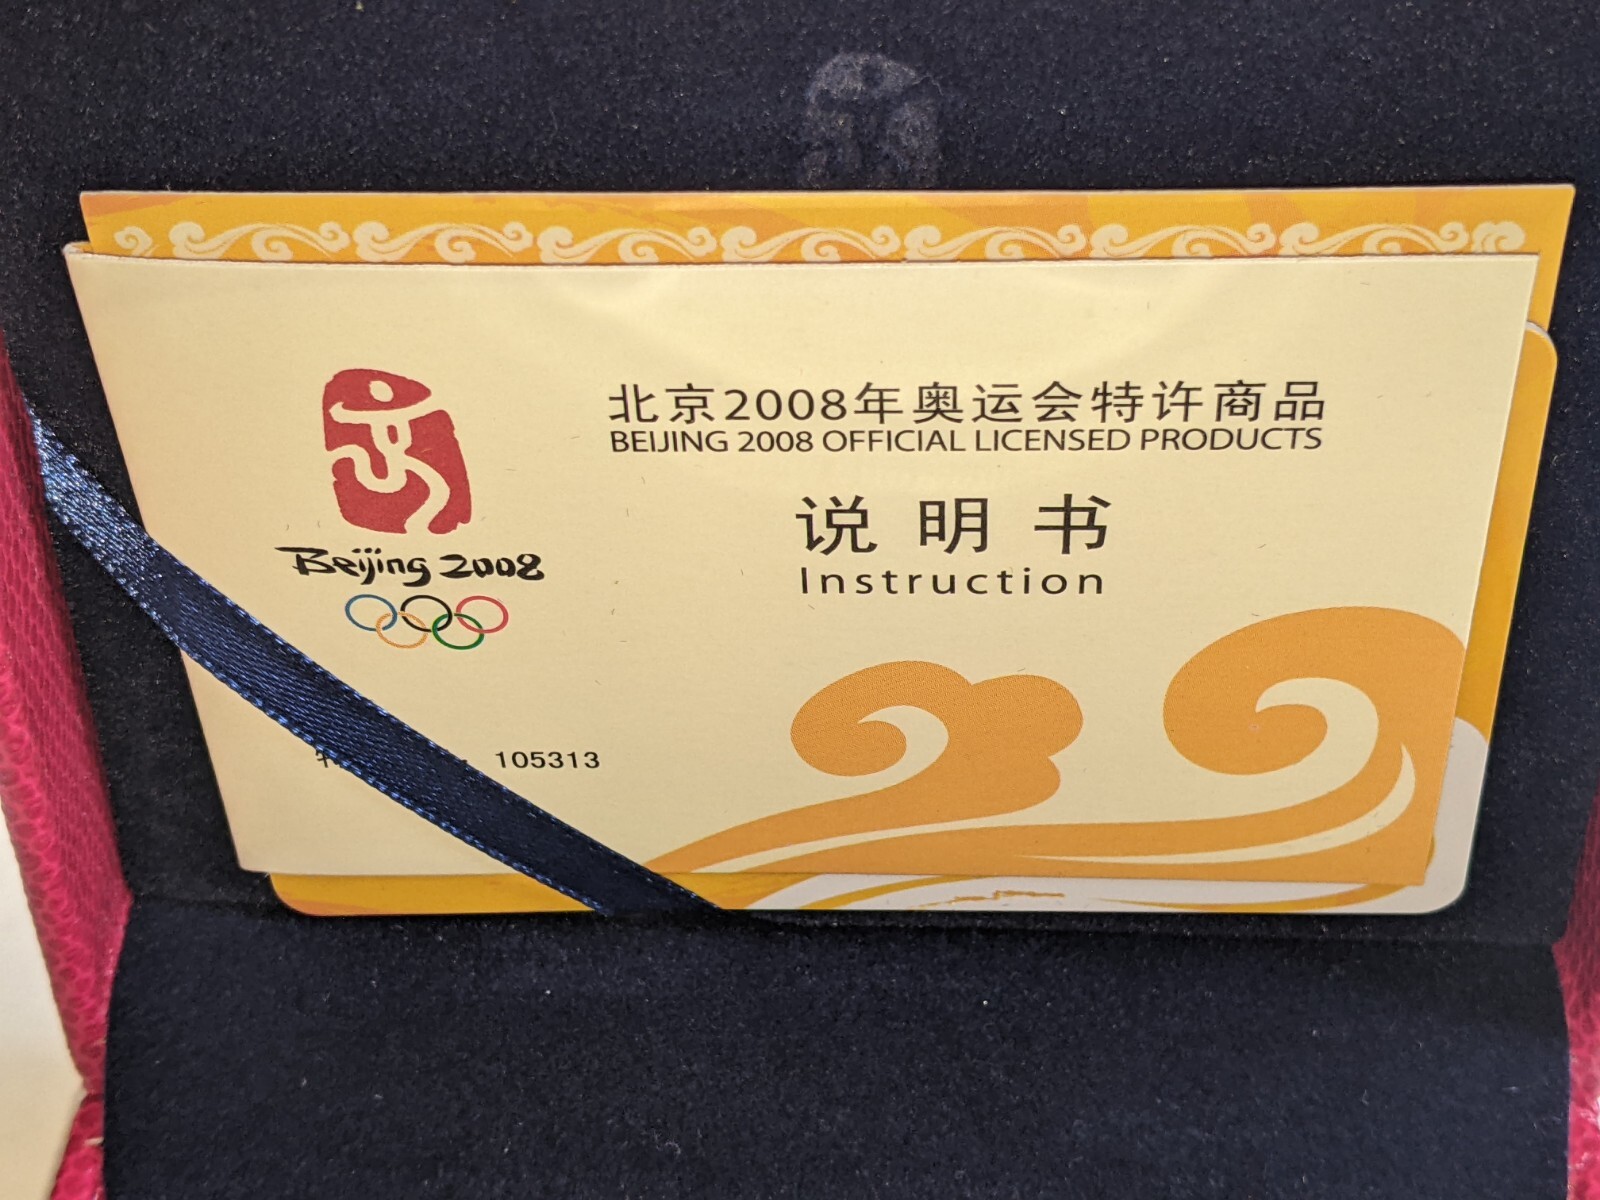 北京2008年奥运会特许商品
BEIJING 2008 OFFICIAL LICENSED PRODUCTS
说明书
Instruction
Beijing 2008
105313